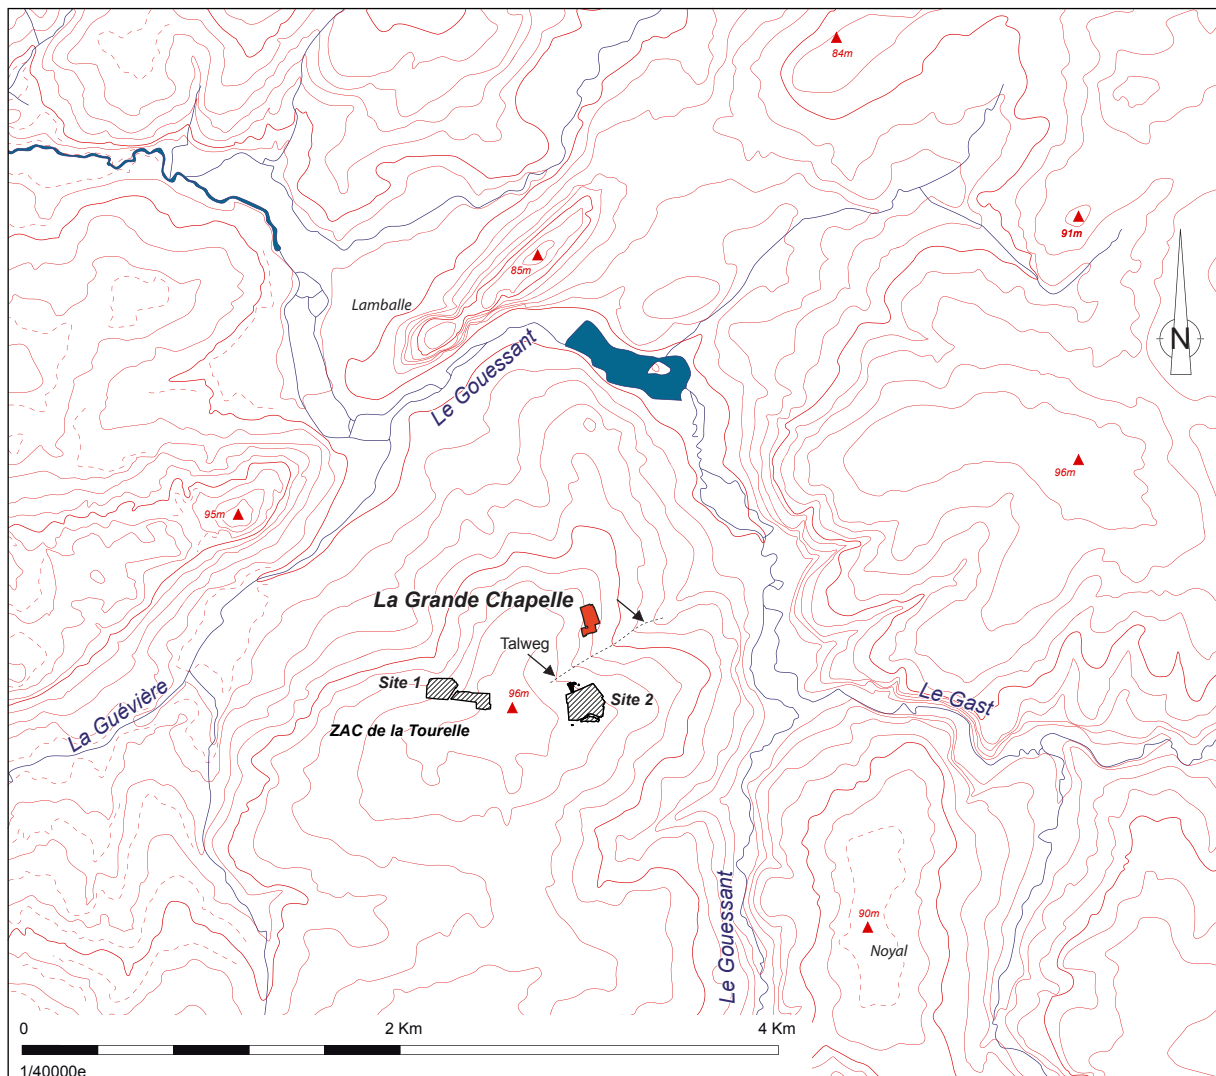 84m
91m
85m
Lamballe
N
Le Gouessant
96m
95m
La Grande Chapelle
Talweg
Site 1
96m
Site 2
Le Gast
La Guévière
ZAC de la Tourelle
Le Gouessant
90m
Noyal
0 2 Km 4 Km
1/40000e